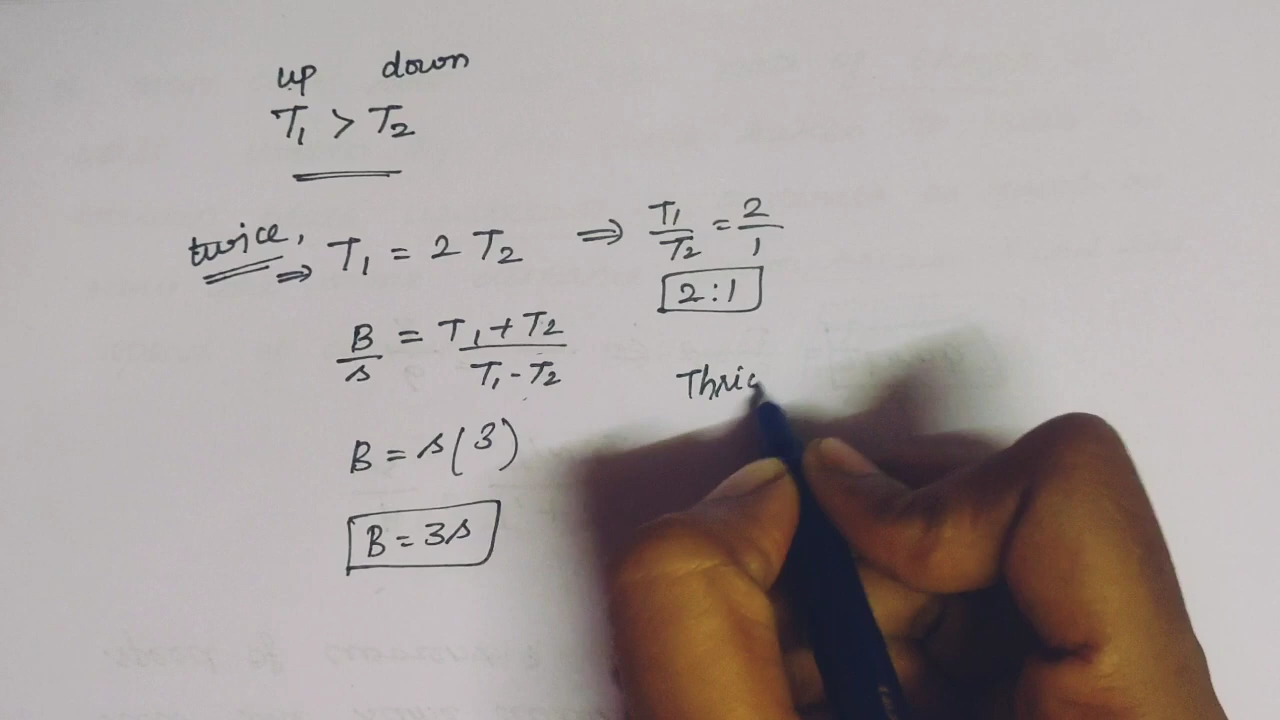 up down
T₁ > T₂
twice, ⇒ T₁ = 2 T₂ ⇒ T₁/T₂ = 2/1
2:1
B/s = T₁+T₂/T₁-T₂
Thric
B = s(3)
B = 3s